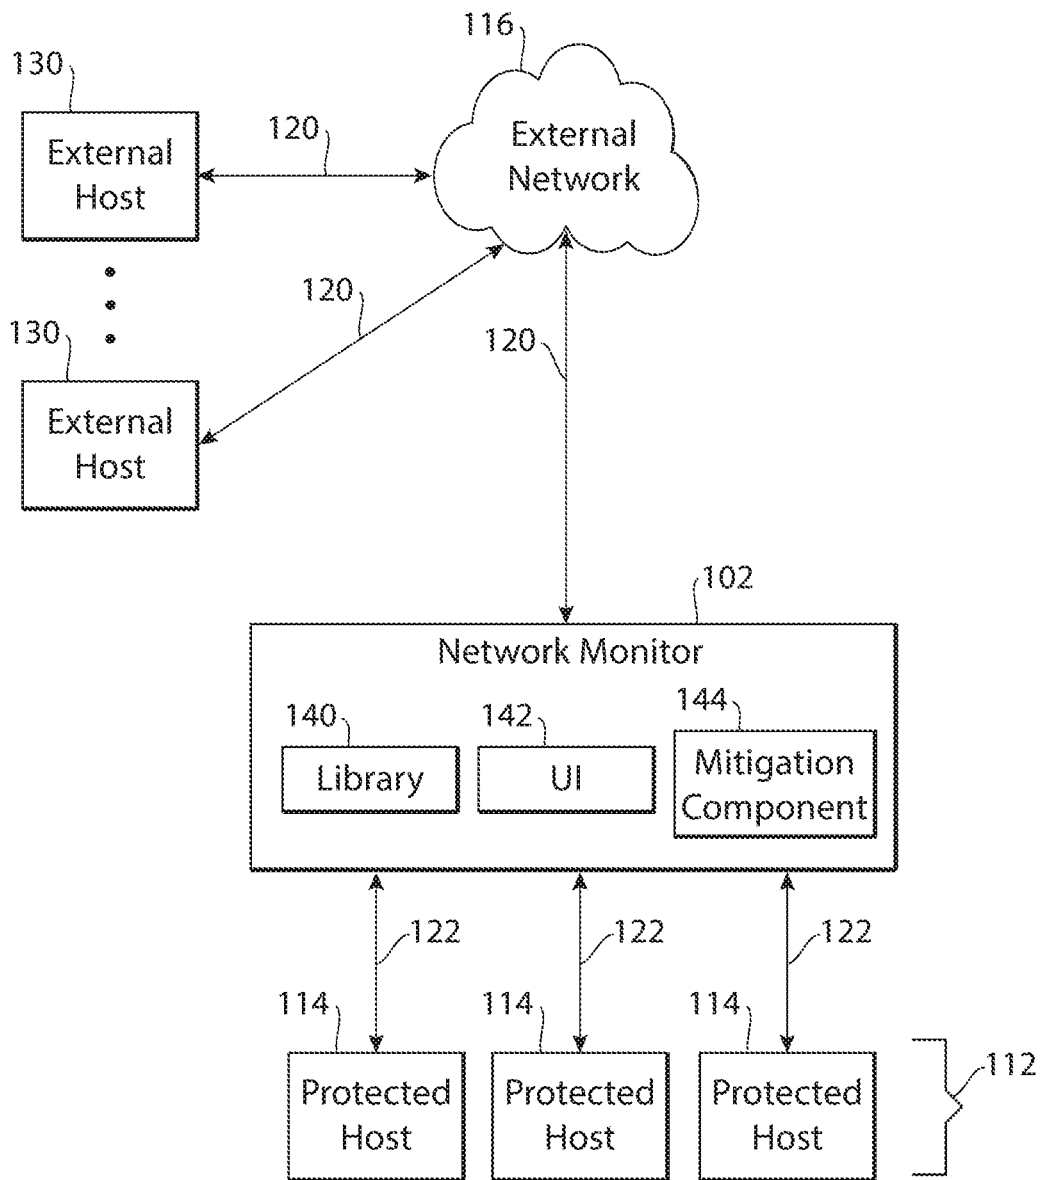 116
130
External
Host
120
External
Network
120
130
External
Host
120
102
Network Monitor
140
Library
142
UI
144
Mitigation
Component
122
122
122
114
Protected
Host
114
Protected
Host
114
Protected
Host
112